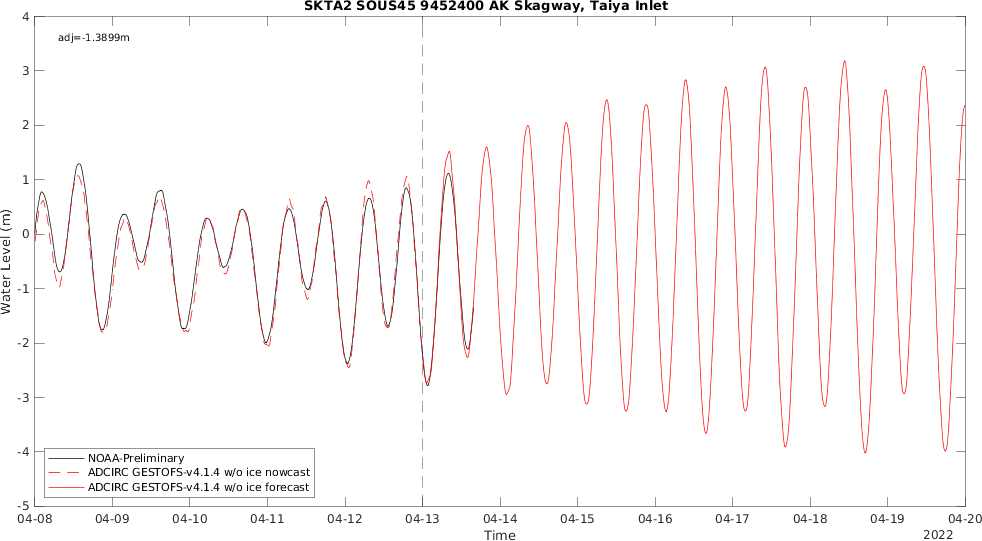 SKTA2 SOUS45 9452400 AK Skagway, Taiya Inlet
adj=-1.3899m
4
3
2
1
0
-1
-2
-3
-4
-5
Water Level (m)
NOAA-Preliminary
ADCIRC GESTOFS-v4.1.4 w/o ice nowcast
ADCIRC GESTOFS-v4.1.4 w/o ice forecast
04-08 04-09 04-10 04-11 04-12 04-13 04-14 04-15 04-16 04-17 04-18 04-19 04-20
Time
2022